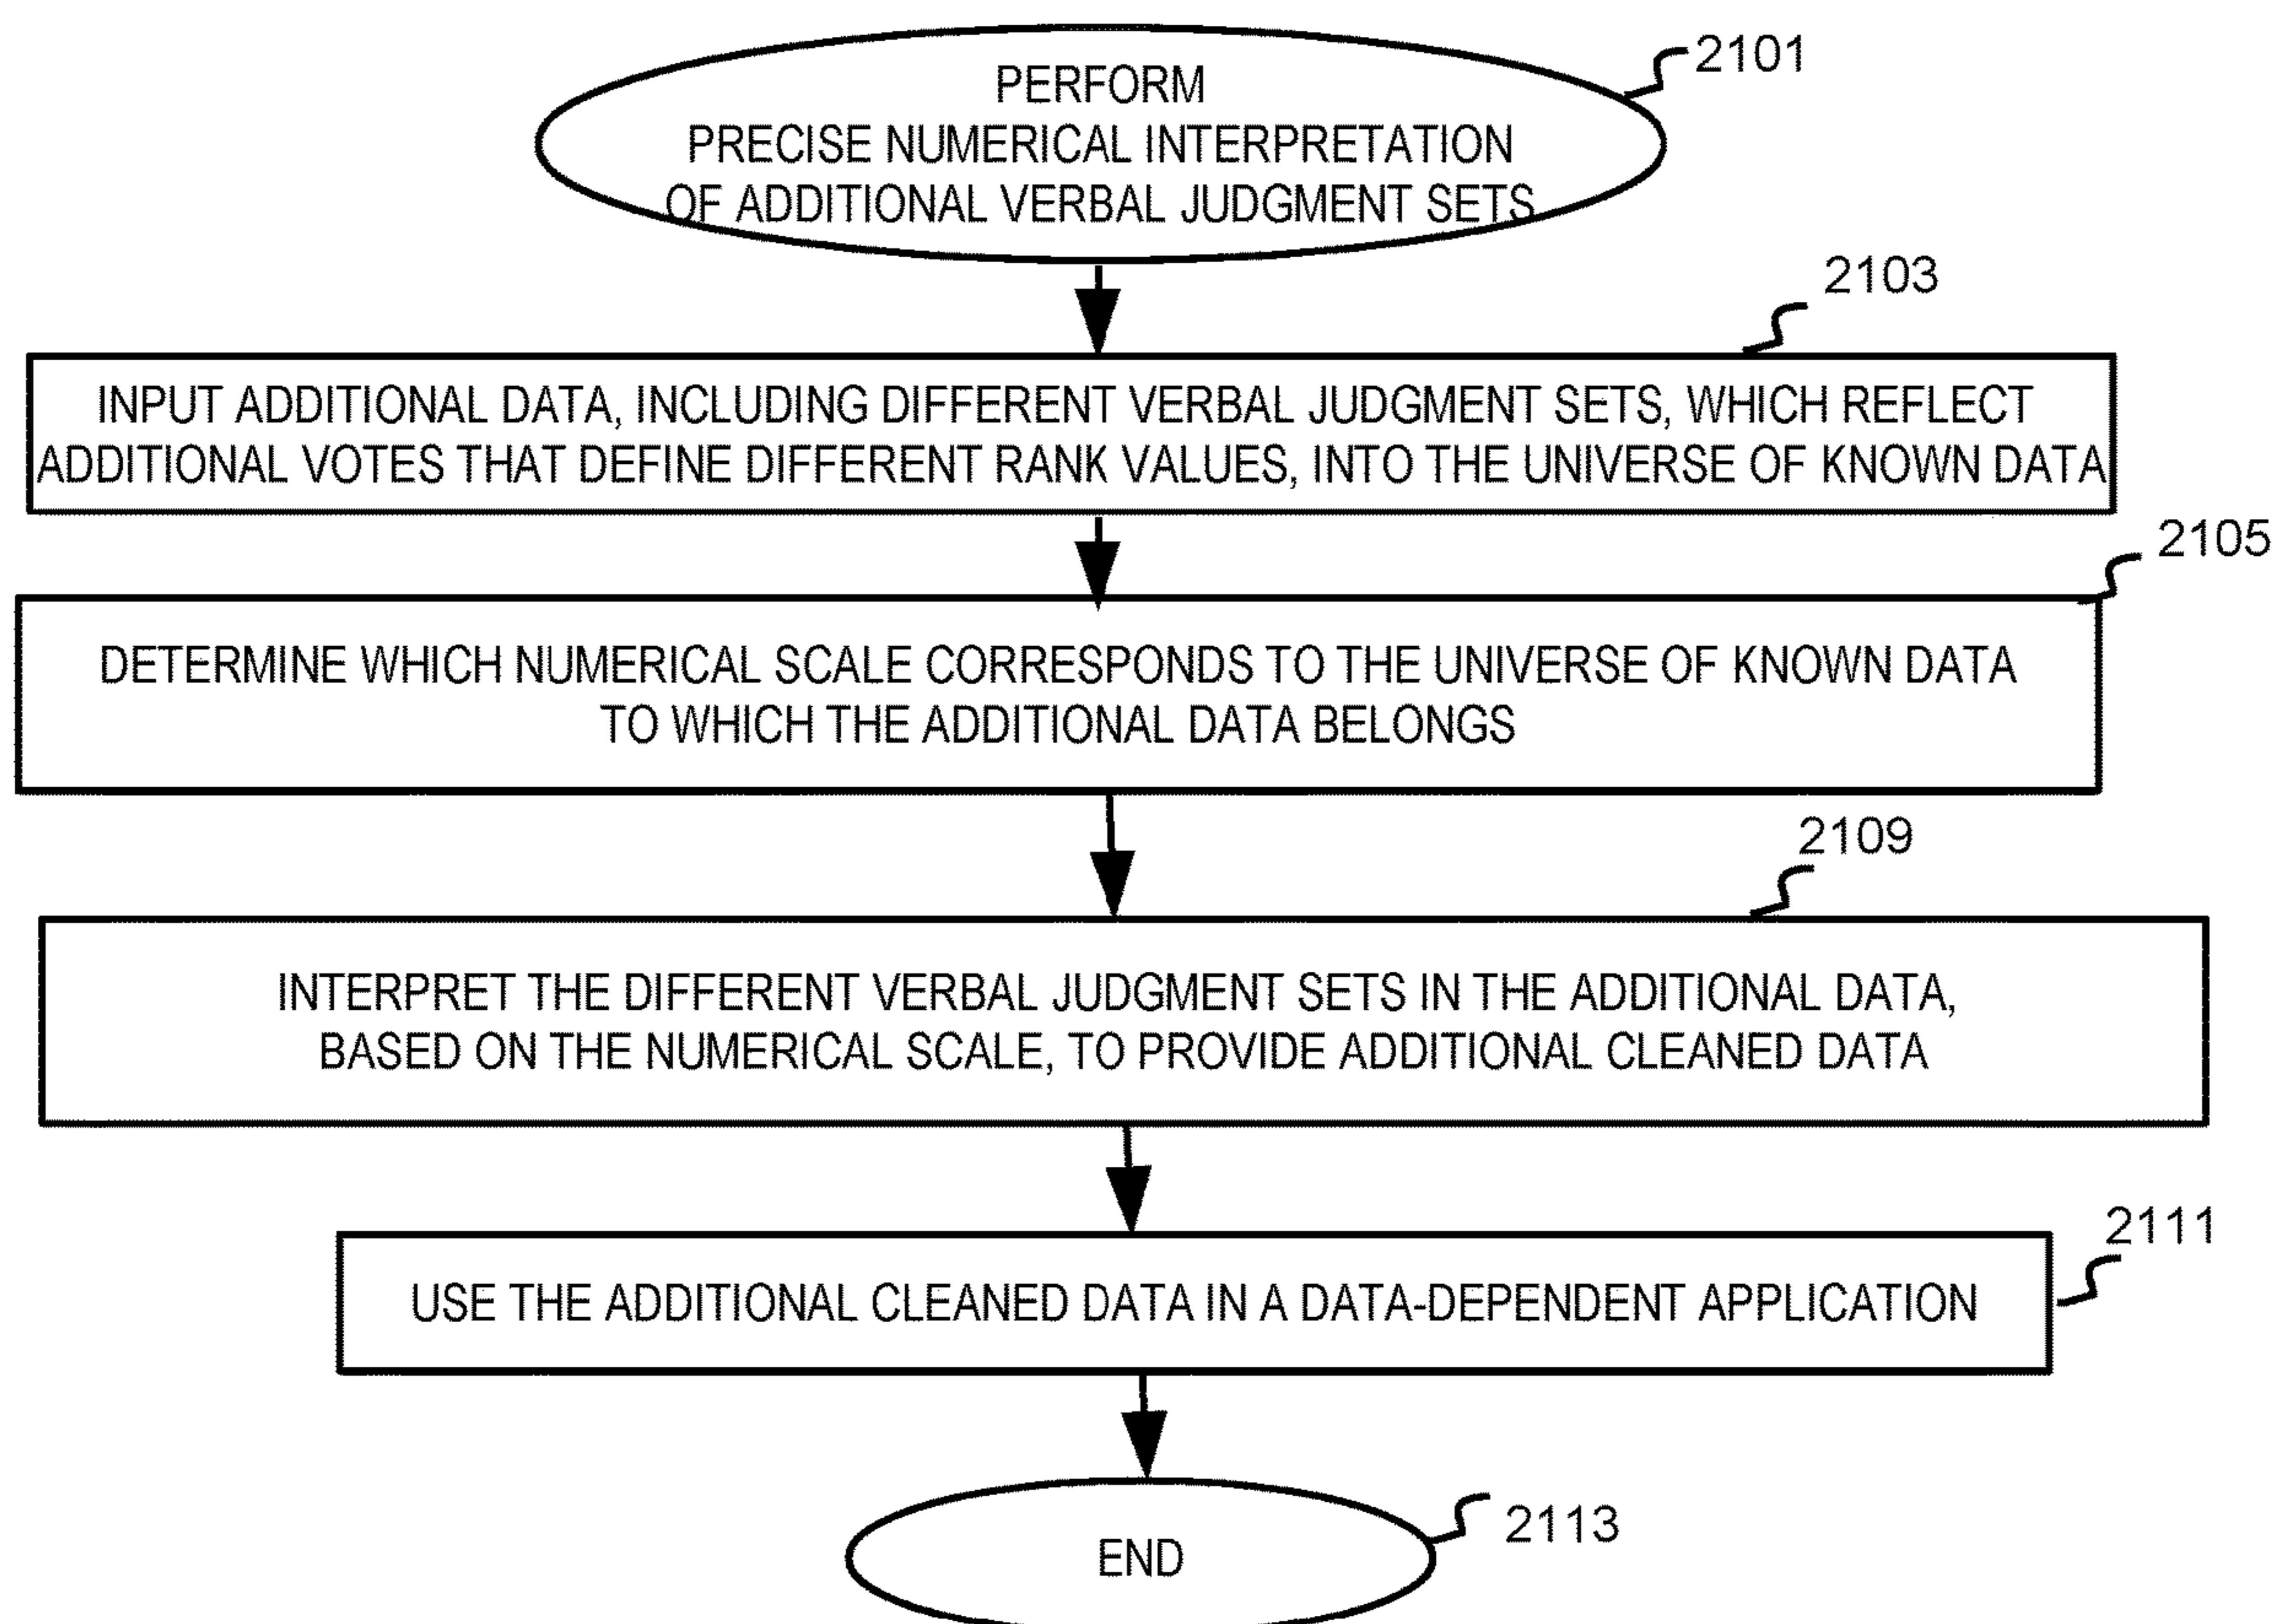 PERFORM
PRECISE NUMERICAL INTERPRETATION
OF ADDITIONAL VERBAL JUDGMENT SETS
2101
2103
INPUT ADDITIONAL DATA, INCLUDING DIFFERENT VERBAL JUDGMENT SETS, WHICH REFLECT
ADDITIONAL VOTES THAT DEFINE DIFFERENT RANK VALUES, INTO THE UNIVERSE OF KNOWN DATA
2105
DETERMINE WHICH NUMERICAL SCALE CORRESPONDS TO THE UNIVERSE OF KNOWN DATA
TO WHICH THE ADDITIONAL DATA BELONGS
2109
INTERPRET THE DIFFERENT VERBAL JUDGMENT SETS IN THE ADDITIONAL DATA,
BASED ON THE NUMERICAL SCALE, TO PROVIDE ADDITIONAL CLEANED DATA
2111
USE THE ADDITIONAL CLEANED DATA IN A DATA-DEPENDENT APPLICATION
2113
END